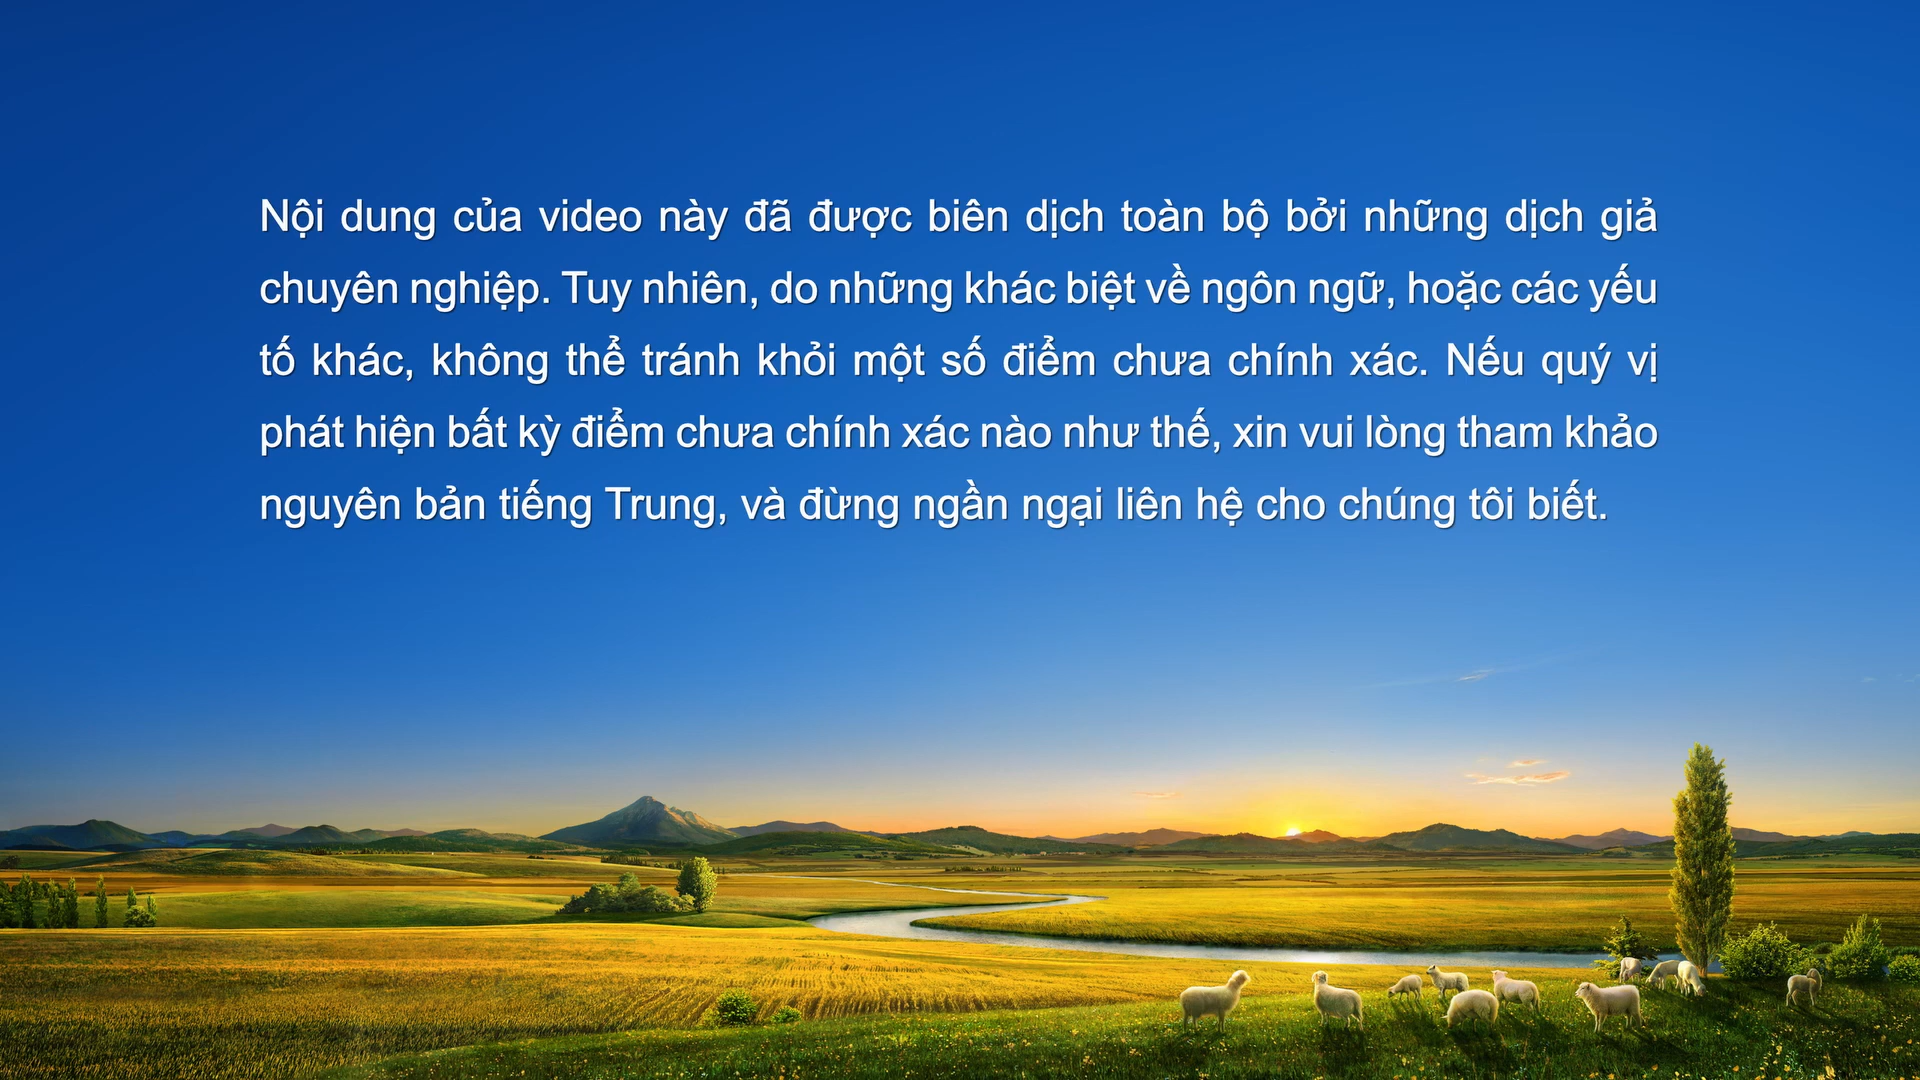 Nội dung của video này đã được biên dịch toàn bộ bởi những dịch giả
chuyên nghiệp. Tuy nhiên, do những khác biệt về ngôn ngữ, hoặc các yếu
tố khác, không thể tránh khỏi một số điểm chưa chính xác. Nếu quý vị
phát hiện bất kỳ điểm chưa chính xác nào như thế, xin vui lòng tham khảo
nguyên bản tiếng Trung, và đừng ngần ngại liên hệ cho chúng tôi biết.